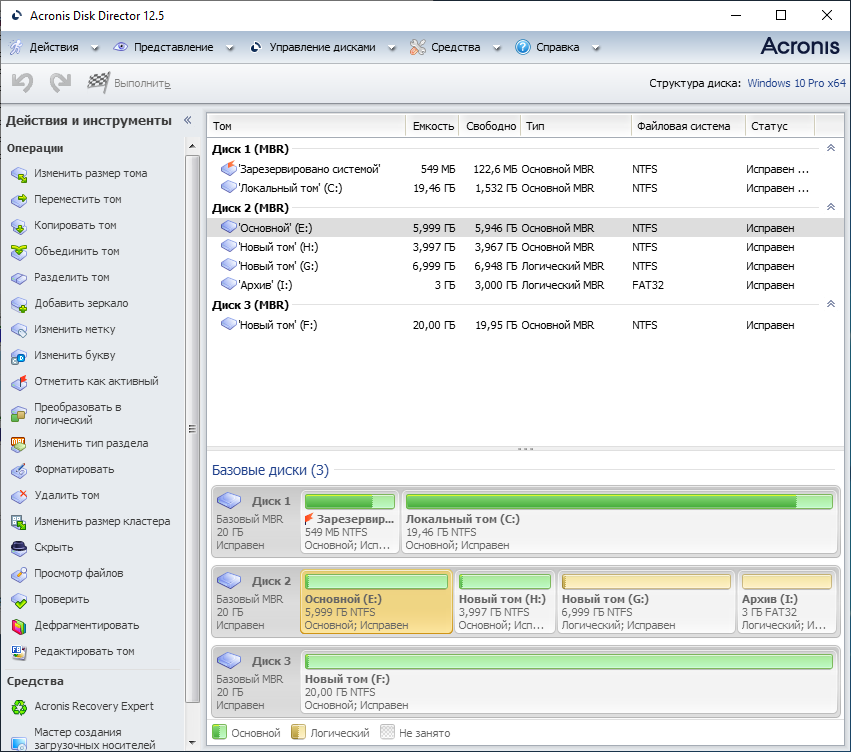 Acronis Disk Director 12.5
Действия Представление Управление дисками Средства Справка Acronis
Выполнить Структура диска: Windows 10 Pro x64
Действия и инструменты «
Операции
Изменить размер тома
Переместить том
Копировать том
Объединить том
Разделить том
Добавить зеркало
Изменить метку
Изменить букву
Отметить как активный
Преобразовать в
логический
Изменить тип раздела
Форматировать
Удалить том
Изменить размер кластера
Скрыть
Просмотр файлов
Проверить
Дефрагментировать
Редактировать том
Средства
Acronis Recovery Expert
Мастер создания
загрузочных носителей
Том Емкость Свободно Тип Файловая система Статус
Диск 1 (MBR)
'Зарезервировано системой' 549 МБ 122,6 МБ Основной MBR NTFS Исправен ...
'Локальный том' (C:) 19,46 ГБ 1,532 ГБ Основной MBR NTFS Исправен ...
Диск 2 (MBR)
'Основной' (E:) 5,999 ГБ 5,946 ГБ Основной MBR NTFS Исправен
'Новый том' (H:) 3,997 ГБ 3,967 ГБ Основной MBR NTFS Исправен
'Новый том' (G:) 6,999 ГБ 6,948 ГБ Логический MBR NTFS Исправен
'Архив' (I:) 3 ГБ 3,000 ГБ Логический MBR FAT32 Исправен
Диск 3 (MBR)
'Новый том' (F:) 20,00 ГБ 19,95 ГБ Основной MBR NTFS Исправен
Базовые диски (3)
Диск 1
Базовый MBR
20 ГБ
Исправен
Зарезервир...
549 МБ NTFS
Основной; Исп...
Локальный том (C:)
19,46 ГБ NTFS
Основной; Исправен
Диск 2
Базовый MBR
20 ГБ
Исправен
Основной (E:)
5,999 ГБ NTFS
Основной; Исправен
Новый том (H:)
3,997 ГБ NTFS
Основной; Исп...
Новый том (G:)
6,999 ГБ NTFS
Логический; Исправен
Архив (I:)
3 ГБ FAT32
Логический; И...
Диск 3
Базовый MBR
20 ГБ
Исправен
Новый том (F:)
20,00 ГБ NTFS
Основной; Исправен
Основной Логический Не занято